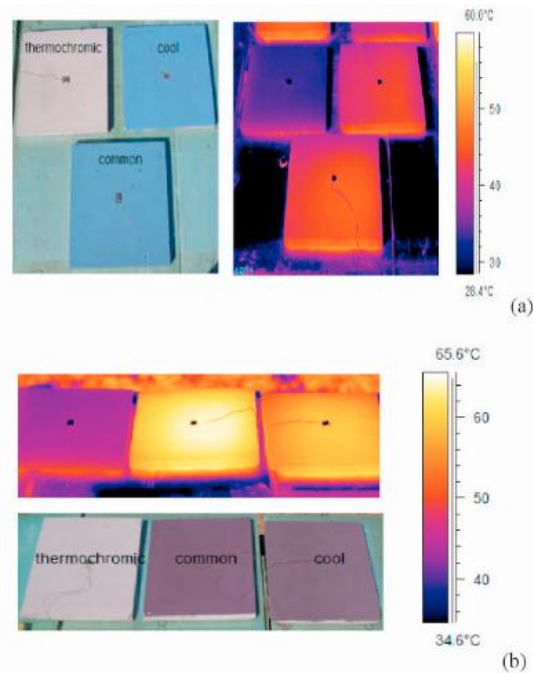 thermochromic
cool
common
60.0°C
50
40
30
28.4°C
(a)
65.6°C
60
50
40
34.6°C
thermochromic
common
cool
(b)